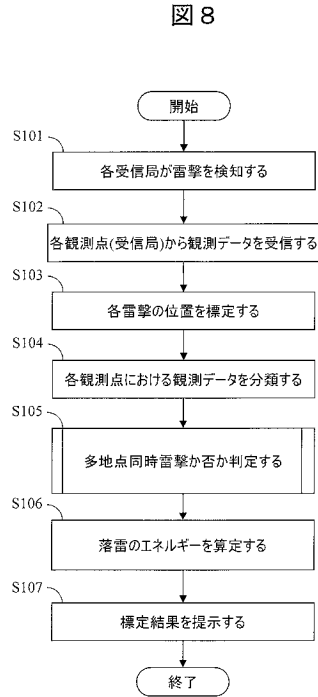 図８
開始
S101
各受信局が雷撃を検知する
S102
各観測点(受信局)から観測データを受信する
S103
各雷撃の位置を標定する
S104
各観測点における観測データを分類する
S105
多地点同時雷撃か否か判定する
S106
落雷のエネルギーを算定する
S107
標定結果を提示する
終了